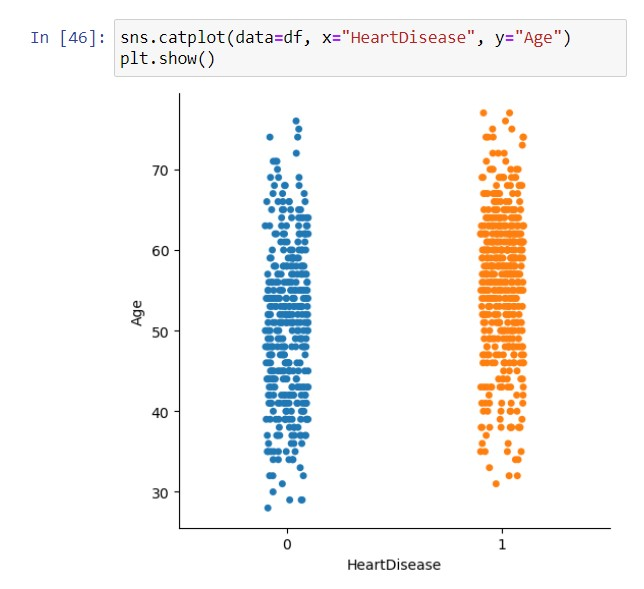 In [46]: sns.catplot(data=df, x="HeartDisease", y="Age")
plt.show()
70
60
50
40
30
Age
0 1
HeartDisease